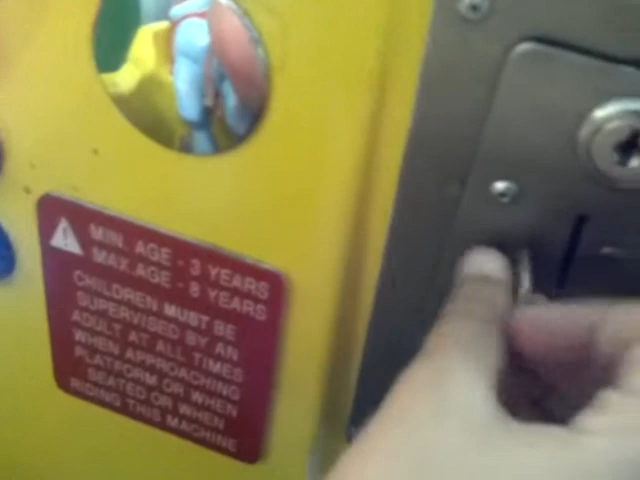 MIN. AGE - 3 YEARS
MAX. AGE - 8 YEARS
CHILDREN MUST BE
SUPERVISED BY AN
ADULT AT ALL TIMES
WHEN APPROACHING
PLATFORM OR WHEN
SEATED OR WHEN
RIDING THIS MACHINE